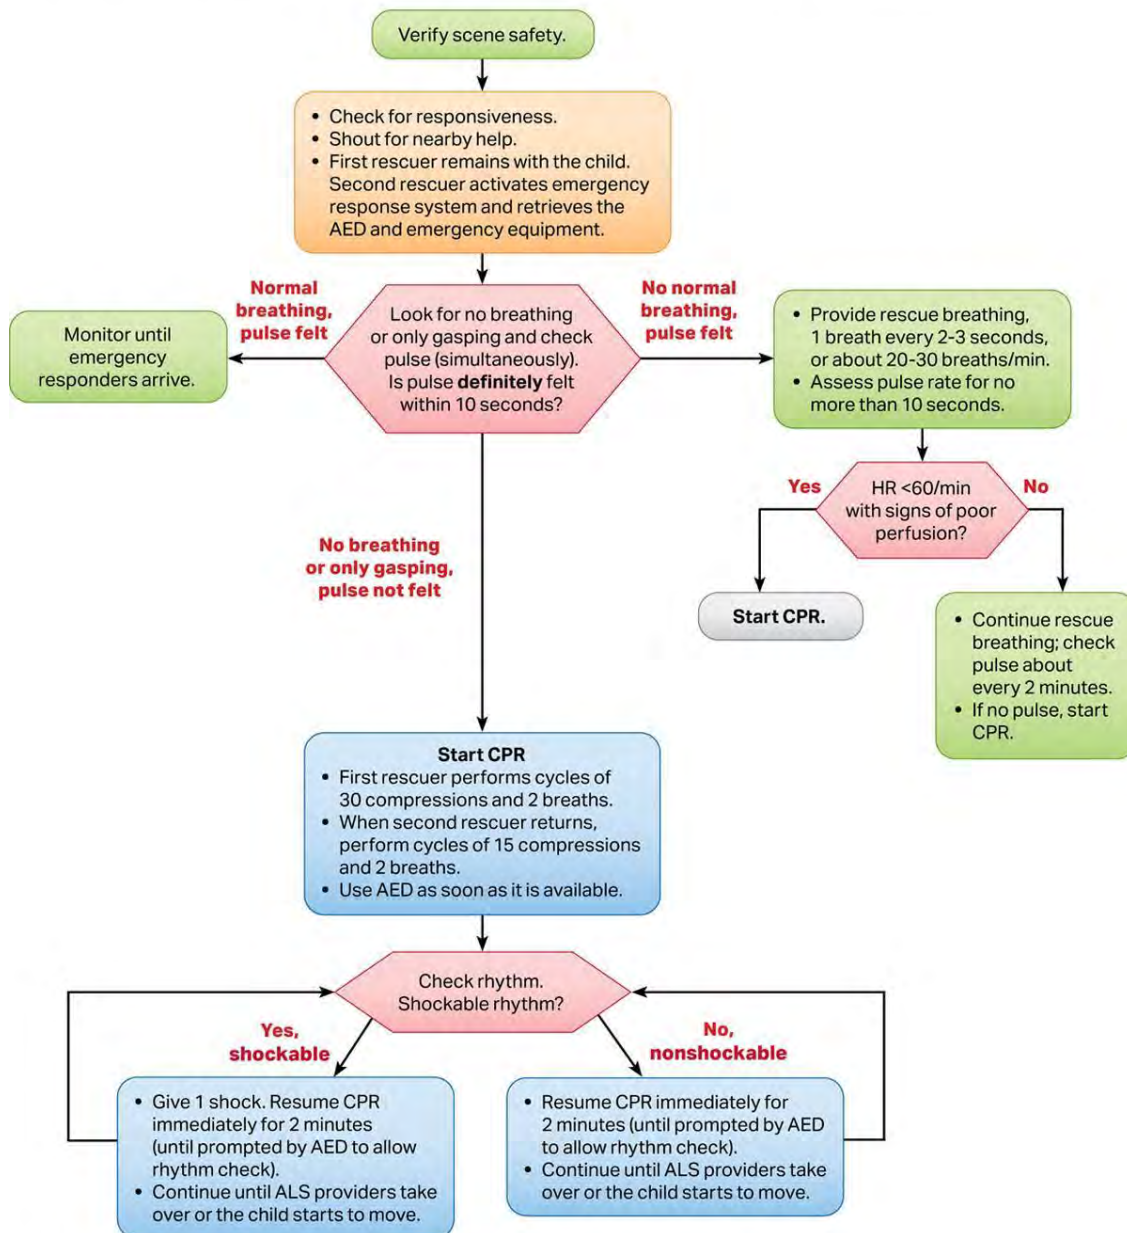 Verify scene safety.
• Check for responsiveness.
• Shout for nearby help.
• First rescuer remains with the child.
Second rescuer activates emergency
response system and retrieves the
AED and emergency equipment.
Normal
breathing,
pulse felt
No normal
breathing,
pulse felt
Monitor until
emergency
responders arrive.
Look for no breathing
or only gasping and check
pulse (simultaneously).
Is pulse definitely felt
within 10 seconds?
• Provide rescue breathing,
1 breath every 2-3 seconds,
or about 20-30 breaths/min.
• Assess pulse rate for no
more than 10 seconds.
Yes
HR <60/min
with signs of poor
perfusion?
No
No breathing
or only gasping,
pulse not felt
Start CPR.
• Continue rescue
breathing; check
pulse about
every 2 minutes.
• If no pulse, start
CPR.
Start CPR
• First rescuer performs cycles of
30 compressions and 2 breaths.
• When second rescuer returns,
perform cycles of 15 compressions
and 2 breaths.
• Use AED as soon as it is available.
Check rhythm.
Shockable rhythm?
Yes,
shockable
No,
nonshockable
• Give 1 shock. Resume CPR
immediately for 2 minutes
(until prompted by AED to allow
rhythm check).
• Continue until ALS providers take
over or the child starts to move.
• Resume CPR immediately for
2 minutes (until prompted by AED
to allow rhythm check).
• Continue until ALS providers take
over or the child starts to move.